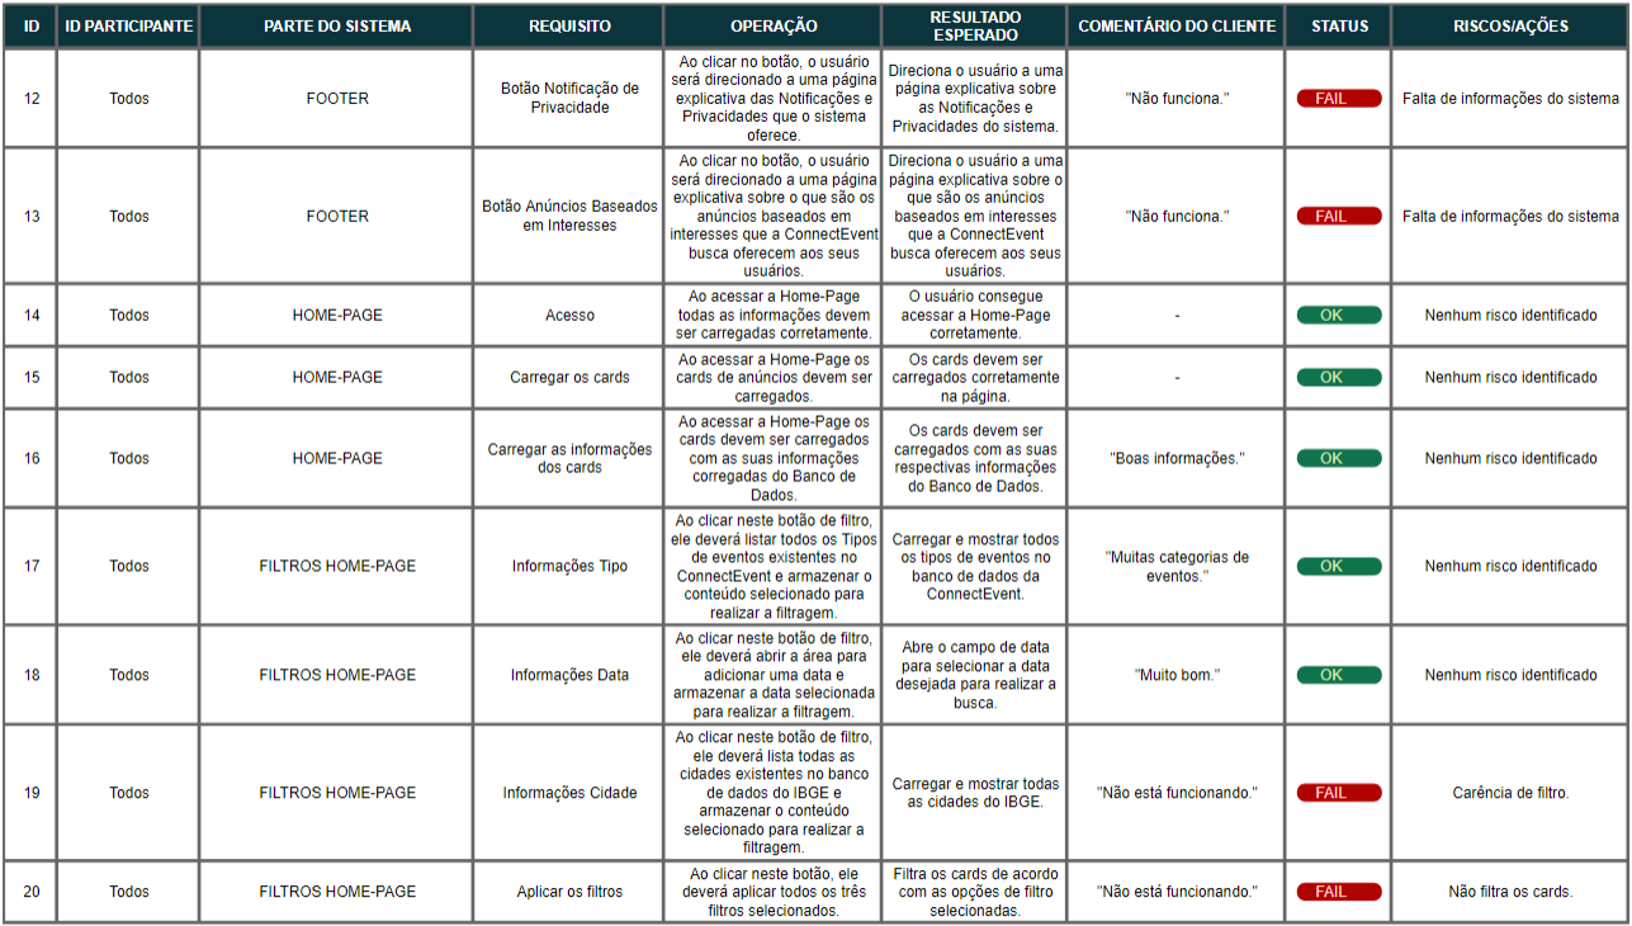 ID
ID PARTICIPANTE
PARTE DO SISTEMA
REQUISITO
OPERAÇÃO
RESULTADO
ESPERADO
COMENTÁRIO DO CLIENTE
STATUS
RISCOS/AÇÕES
12
Todos
FOOTER
Botão Notificação de
Privacidade
Ao clicar no botão, o usuário
será direcionado a uma página
explicativa das Notificações e
Privacidades que o sistema
oferece.
Direciona o usuário a uma
página explicativa sobre
as Notificações e
Privacidades do sistema.
"Não funciona."
FAIL
Falta de informações do sistema
13
Todos
FOOTER
Botão Anúncios Baseados
em Interesses
Ao clicar no botão, o usuário
será direcionado a uma página
explicativa sobre o que são os
anúncios baseados em
interesses que a ConnectEvent
busca oferecem aos seus
usuários.
Direciona o usuário a uma
página explicativa sobre o
que são os anúncios
baseados em interesses
que a ConnectEvent
busca oferecem aos seus
usuários.
"Não funciona."
FAIL
Falta de informações do sistema
14
Todos
HOME-PAGE
Acesso
Ao acessar a Home-Page
todas as informações devem
ser carregadas corretamente.
O usuário consegue
acessar a Home-Page
corretamente.
-
OK
Nenhum risco identificado
15
Todos
HOME-PAGE
Carregar os cards
Ao acessar a Home-Page os
cards de anúncios devem ser
carregados.
Os cards devem ser
carregados corretamente
na página.
-
OK
Nenhum risco identificado
16
Todos
HOME-PAGE
Carregar as informações
dos cards
Ao acessar a Home-Page os
cards devem ser carregados
com as suas informações
corregadas do Banco de
Dados.
Os cards devem ser
carregados com as suas
respectivas informações
do Banco de Dados.
"Boas informações."
OK
Nenhum risco identificado
17
Todos
FILTROS HOME-PAGE
Informações Tipo
Ao clicar neste botão de filtro,
ele deverá listar todos os Tipos
de eventos existentes no
ConnectEvent e armazenar o
conteúdo selecionado para
realizar a filtragem.
Carregar e mostrar todos
os tipos de eventos no
banco de dados da
ConnectEvent.
"Muitas categorias de
eventos."
OK
Nenhum risco identificado
18
Todos
FILTROS HOME-PAGE
Informações Data
Ao clicar neste botão de filtro,
ele deverá abrir a área para
adicionar uma data e
armazenar a data selecionada
para realizar a filtragem.
Abre o campo de data
para selecionar a data
desejada para realizar a
busca.
"Muito bom."
OK
Nenhum risco identificado
19
Todos
FILTROS HOME-PAGE
Informações Cidade
Ao clicar neste botão de filtro,
ele deverá lista todas as
cidades existentes no banco
de dados do IBGE e
armazenar o conteúdo
selecionado para realizar a
filtragem.
Carregar e mostrar todas
as cidades do IBGE.
"Não está funcionando."
FAIL
Carência de filtro.
20
Todos
FILTROS HOME-PAGE
Aplicar os filtros
Ao clicar neste botão, ele
deverá aplicar todos os três
filtros selecionados.
Filtra os cards de acordo
com as opções de filtro
selecionadas.
"Não está funcionando."
FAIL
Não filtra os cards.